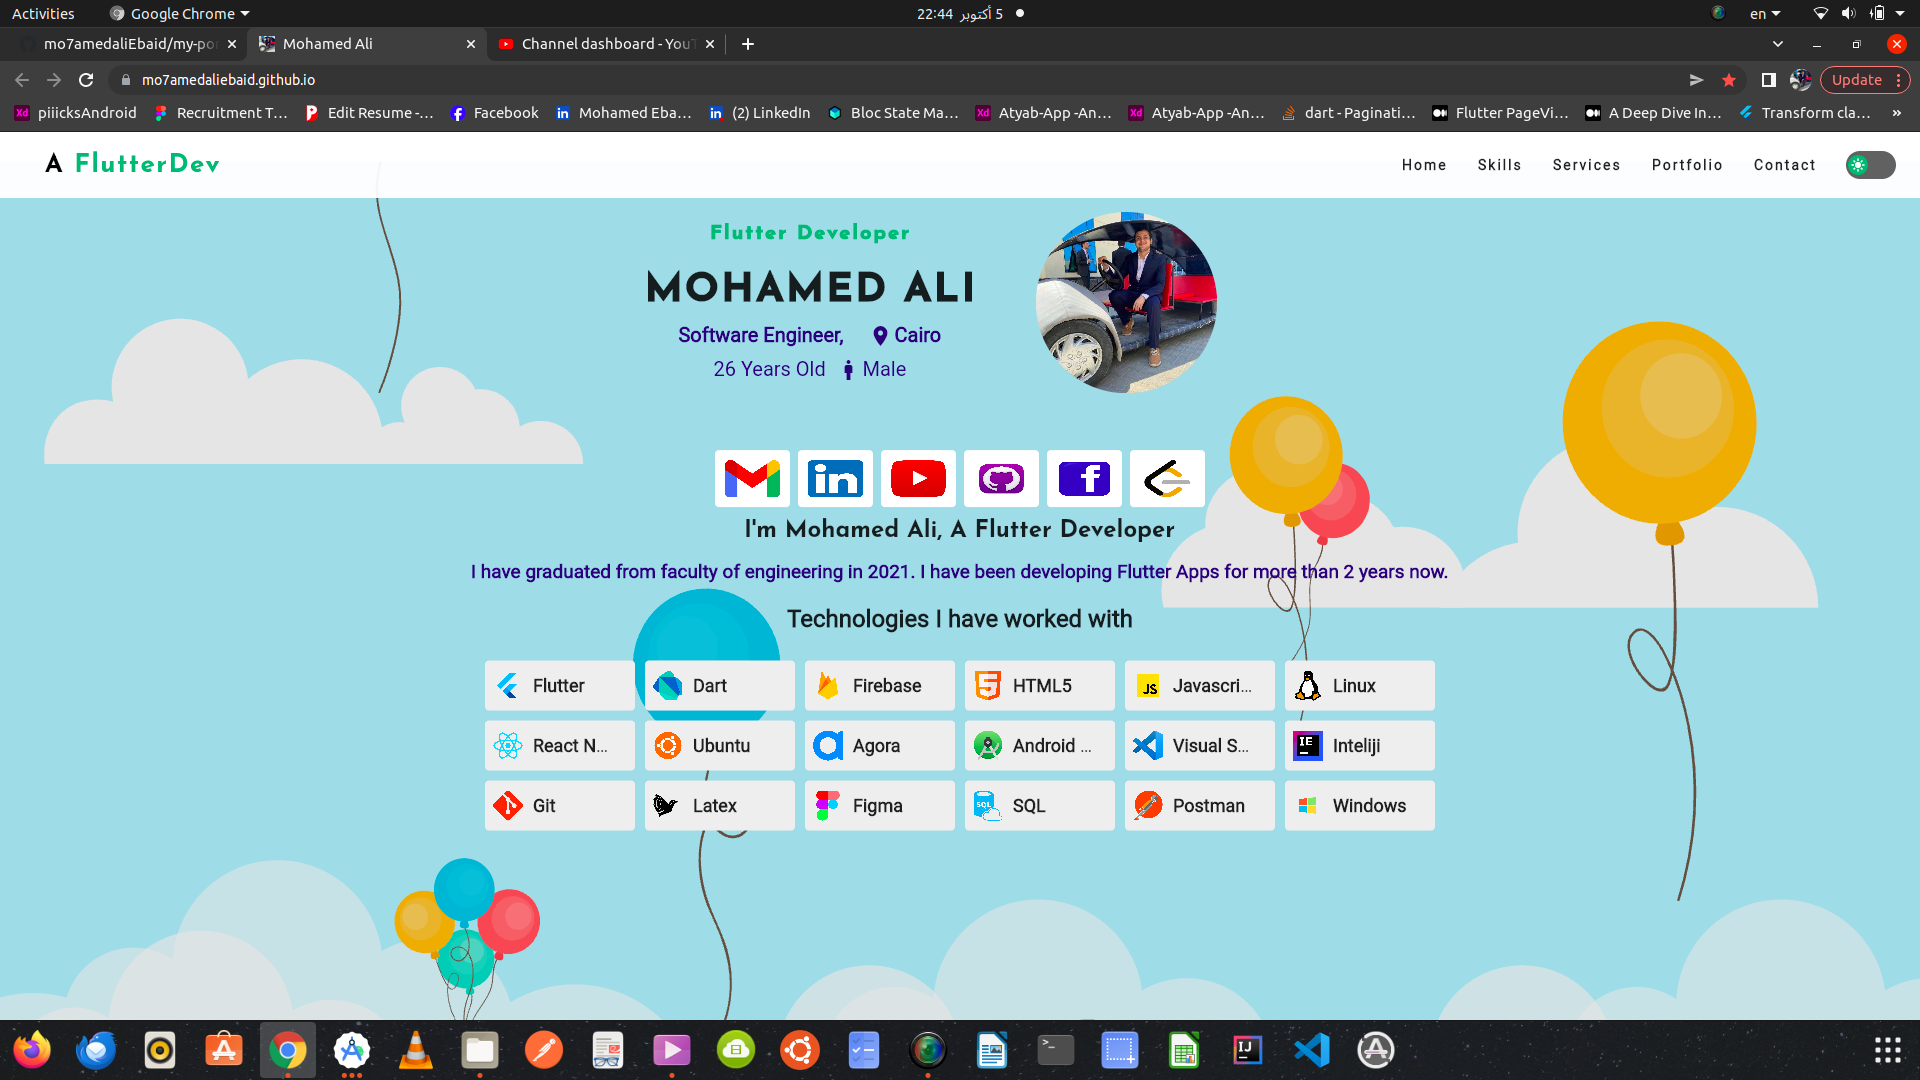 Activities Google Chrome 5 أكتوبر 22:44 en
mo7amedaliEbaid/my-por Mohamed Ali Channel dashboard - YouT
mo7amedaliebaid.github.io Update
piiicksAndroid Recruitment T... Edit Resume -... Facebook Mohamed Eba... (2) LinkedIn Bloc State Ma... Atyab-App -An... Atyab-App -An... dart - Paginati... Flutter PageVi... A Deep Dive In... Transform cla... »
A FlutterDev Home Skills Services Portfolio Contact
Flutter Developer
MOHAMED ALI
Software Engineer, Cairo
26 Years Old Male
I'm Mohamed Ali, A Flutter Developer
I have graduated from faculty of engineering in 2021. I have been developing Flutter Apps for more than 2 years now.
Technologies I have worked with
Flutter Dart Firebase HTML5 JS Javascri... Linux
React N... Ubuntu Agora Android ... Visual S... IE Inteliji
Git Latex Figma SQL SQL Postman Windows